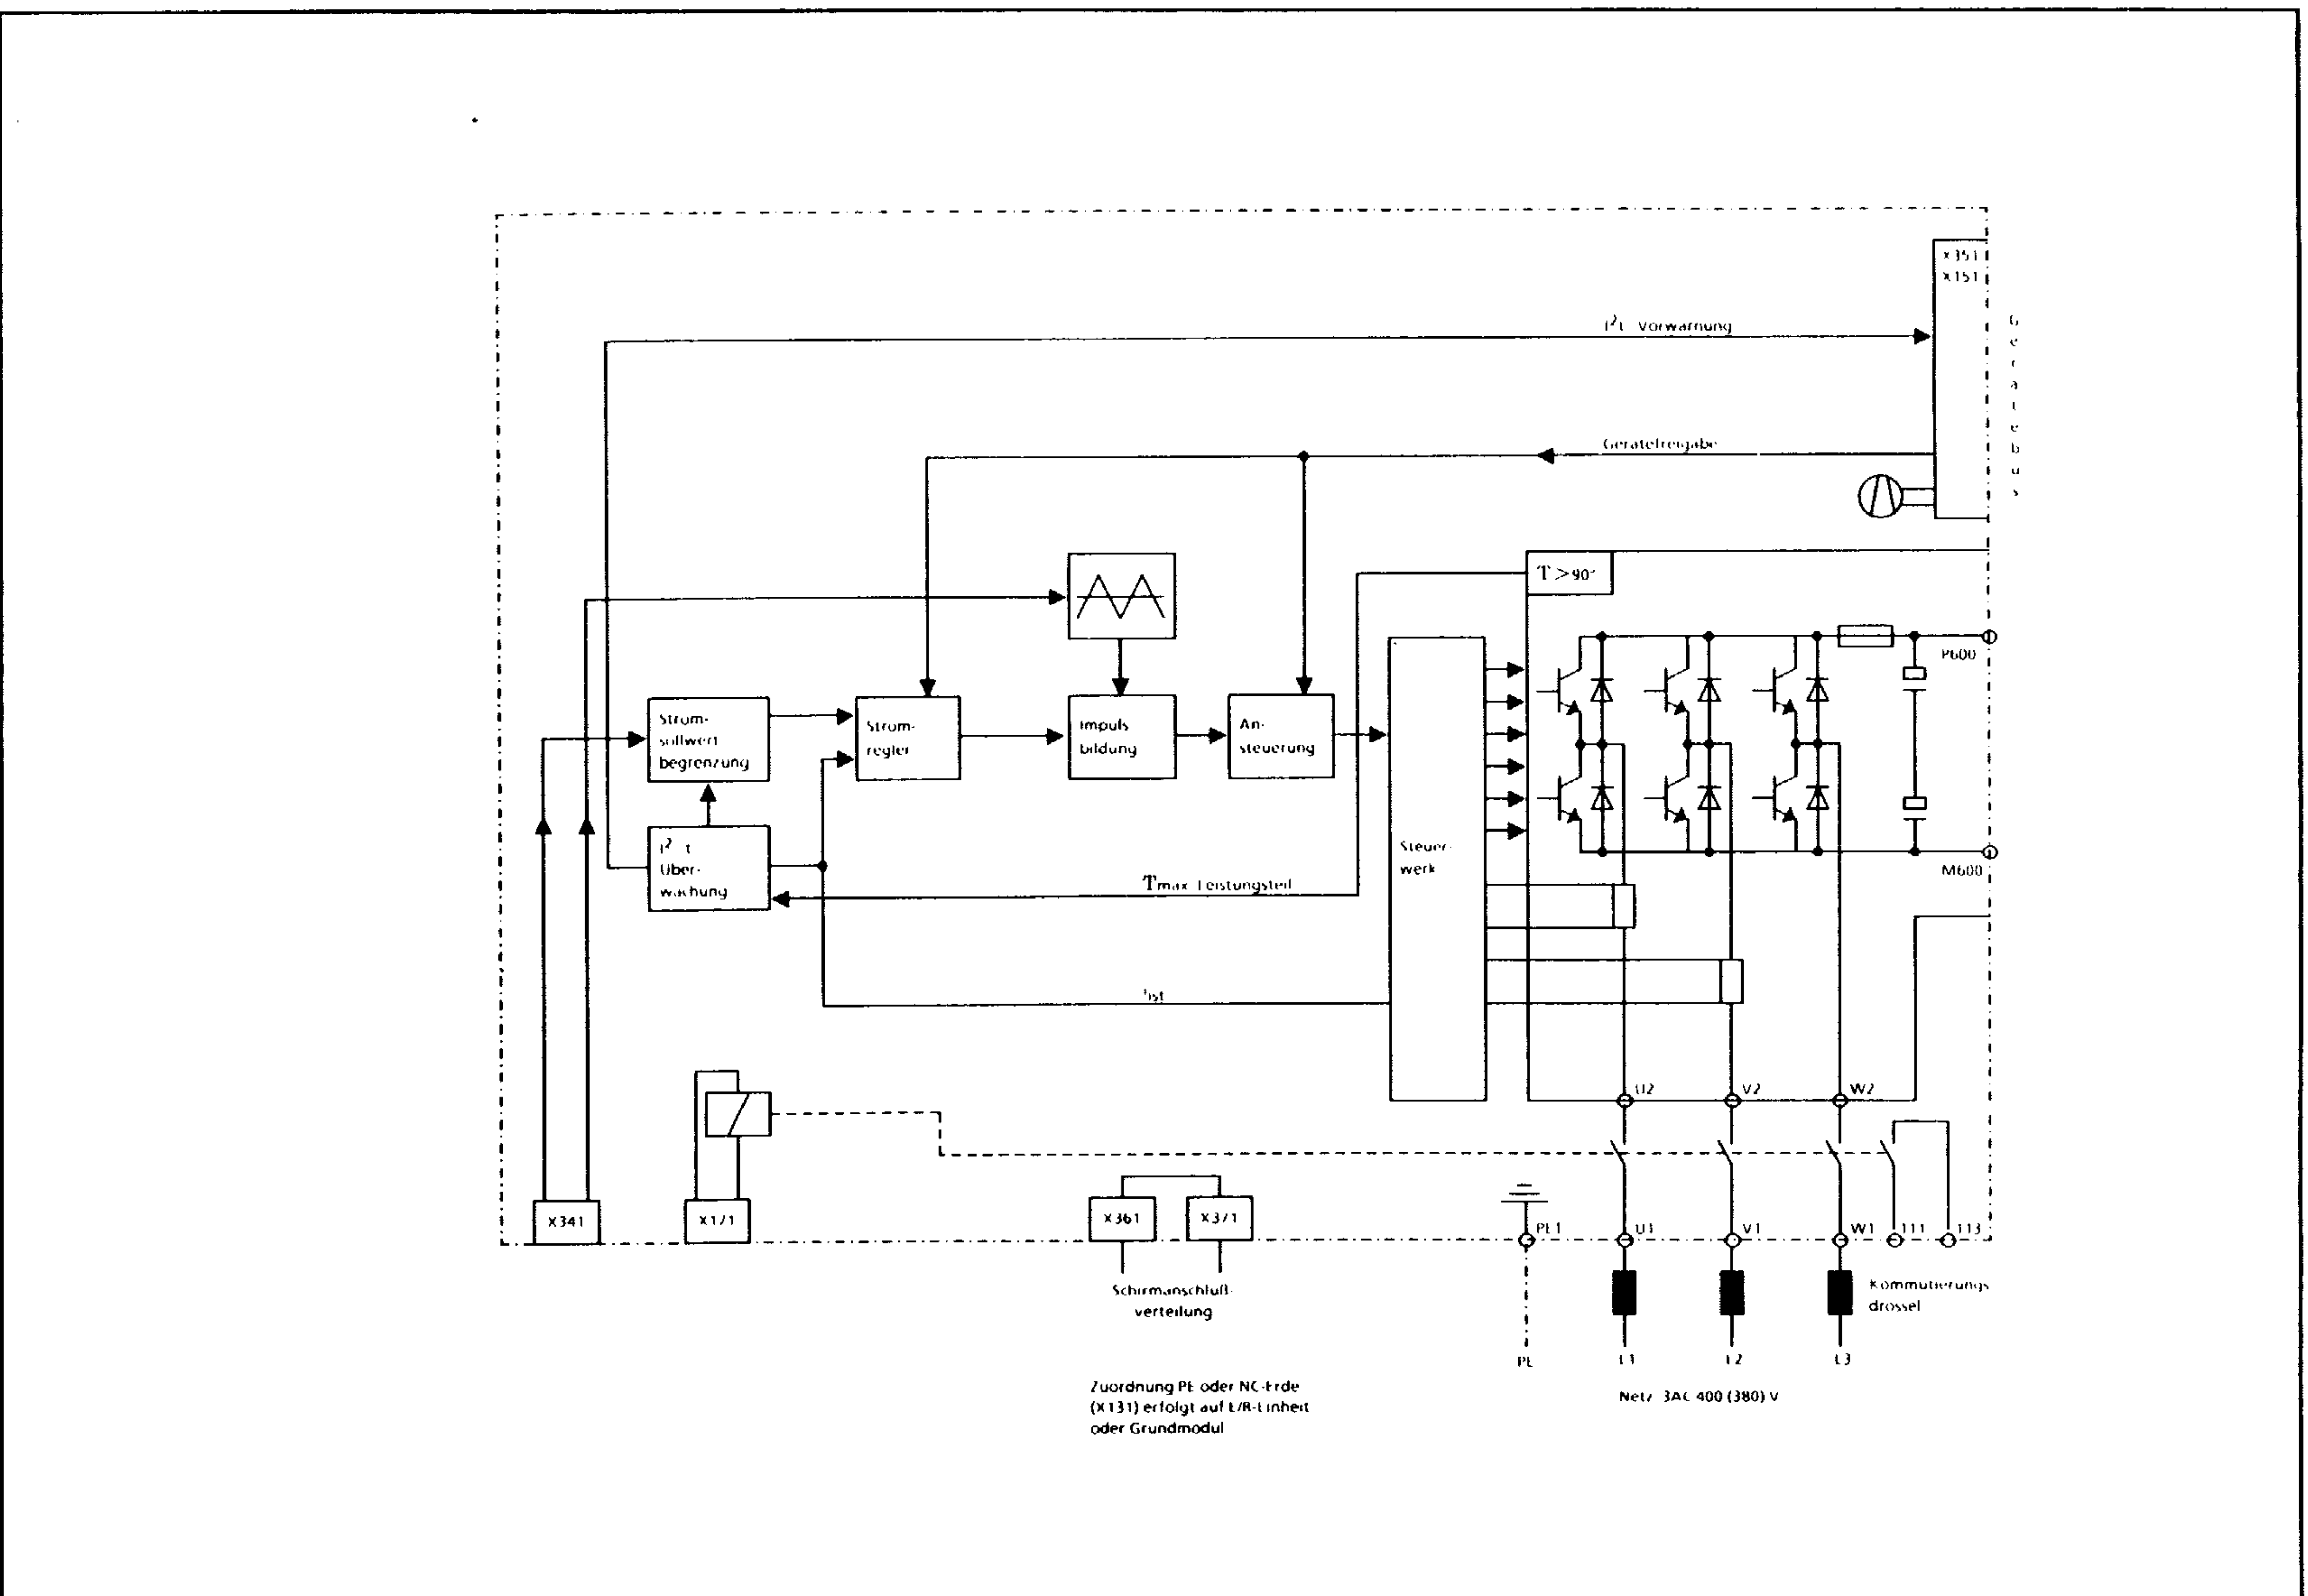 X351
X151
I²t Vorwarnung
Gerätefreigabe
Gerätebus
T>90°
P600
Strom-
sollwert
begrenzung
Strom-
regler
Impuls
bildung
An-
steuerung
Steuer-
werk
M600
I² t
Über-
wachung
Tmax Leistungsteil
Iist
U2
V2
W2
X341
X171
X361
X371
PE1
U1
V1
W1
111
113
Schirmanschluß-
verteilung
Kommutierungs
drossel
PE
L1
L2
L3
Zuordnung PE oder NC-Erde
(X131) erfolgt auf E/R-Einheit
oder Grundmodul
Netz 3AC 400 (380) V